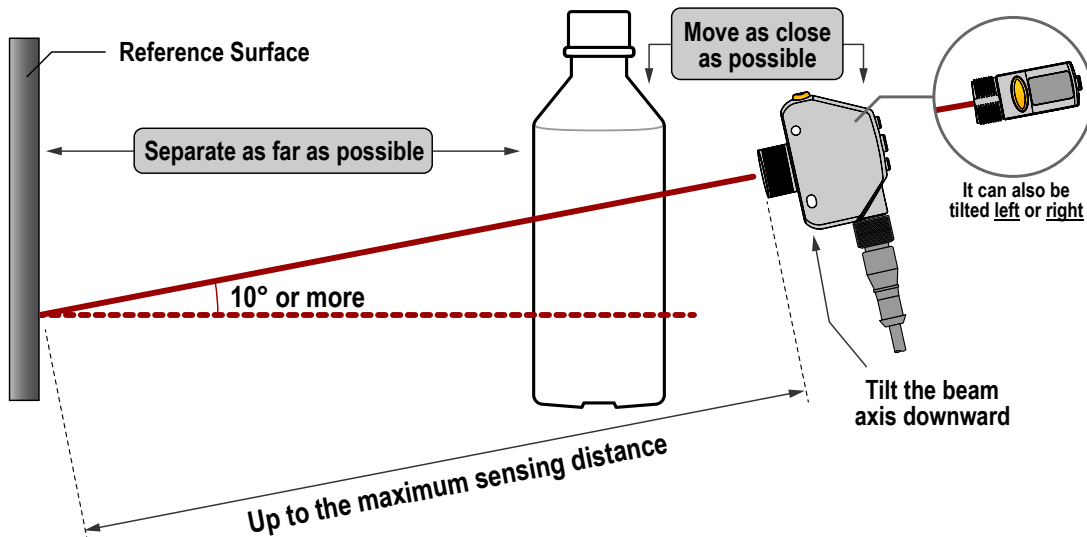 Reference Surface
Move as close
as possible
Separate as far as possible
It can also be
tilted left or right
10° or more
Tilt the beam
axis downward
Up to the maximum sensing distance